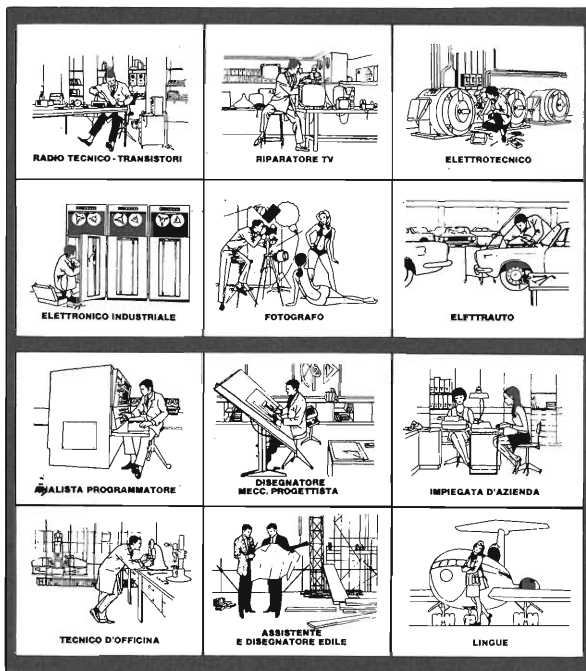 RADIO TECNICO - TRANSISTORI
RIPARATORE TV
ELETTROTECNICO
ELETTRONICO INDUSTRIALE
FOTOGRAFO
ELETTRAUTO
ANALISTA PROGRAMMATORE
DISEGNATORE
MECC. PROGETTISTA
IMPIEGATA D'AZIENDA
TECNICO D'OFFICINA
ASSISTENTE
E DISEGNATORE EDILE
LINGUE